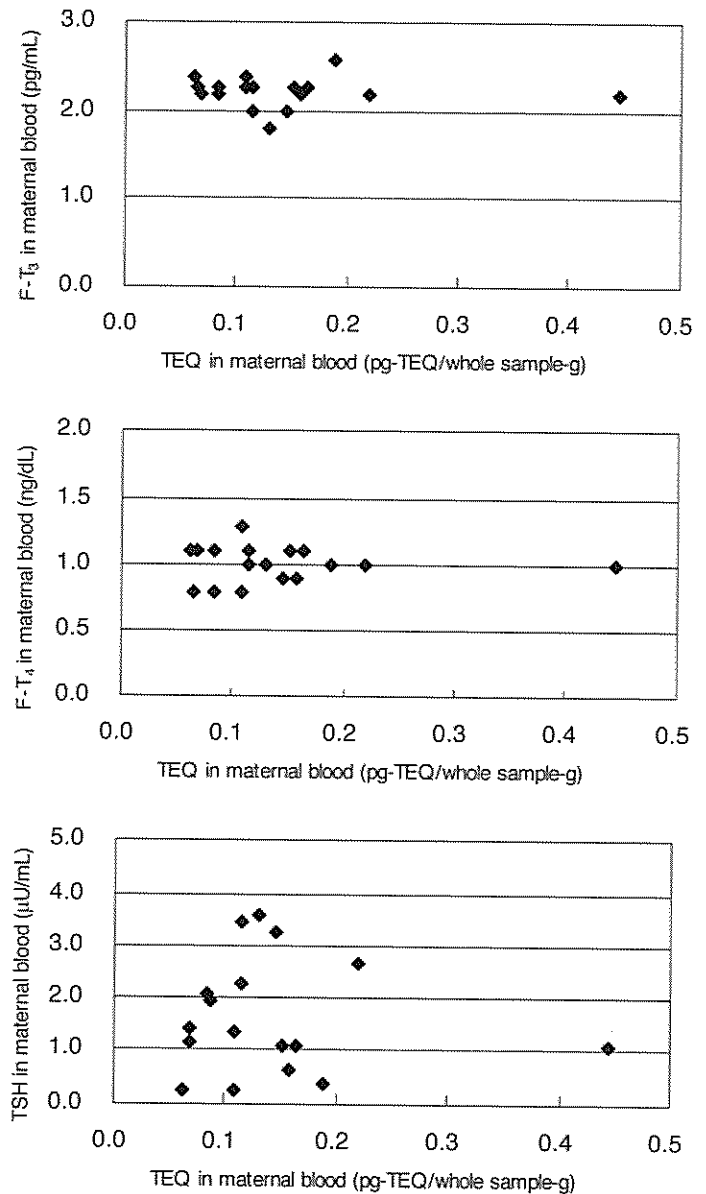 3.0
2.0
1.0
0.0
F-T₃ in maternal blood (pg/mL)
0.0 0.1 0.2 0.3 0.4 0.5
TEQ in maternal blood (pg-TEQ/whole sample-g)
2.0
1.5
1.0
0.5
0.0
F-T₄ in maternal blood (ng/dL)
0.0 0.1 0.2 0.3 0.4 0.5
TEQ in maternal blood (pg-TEQ/whole sample-g)
5.0
4.0
3.0
2.0
1.0
0.0
TSH in maternal blood (μU/mL)
0.0 0.1 0.2 0.3 0.4 0.5
TEQ in maternal blood (pg-TEQ/whole sample-g)